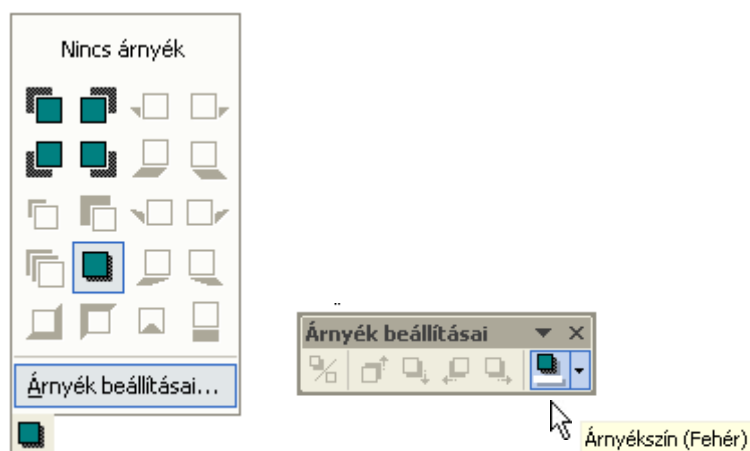 Nincs árnyék
Árnyék beállításai...
Árnyék beállításai
Árnyékszín (Fehér)